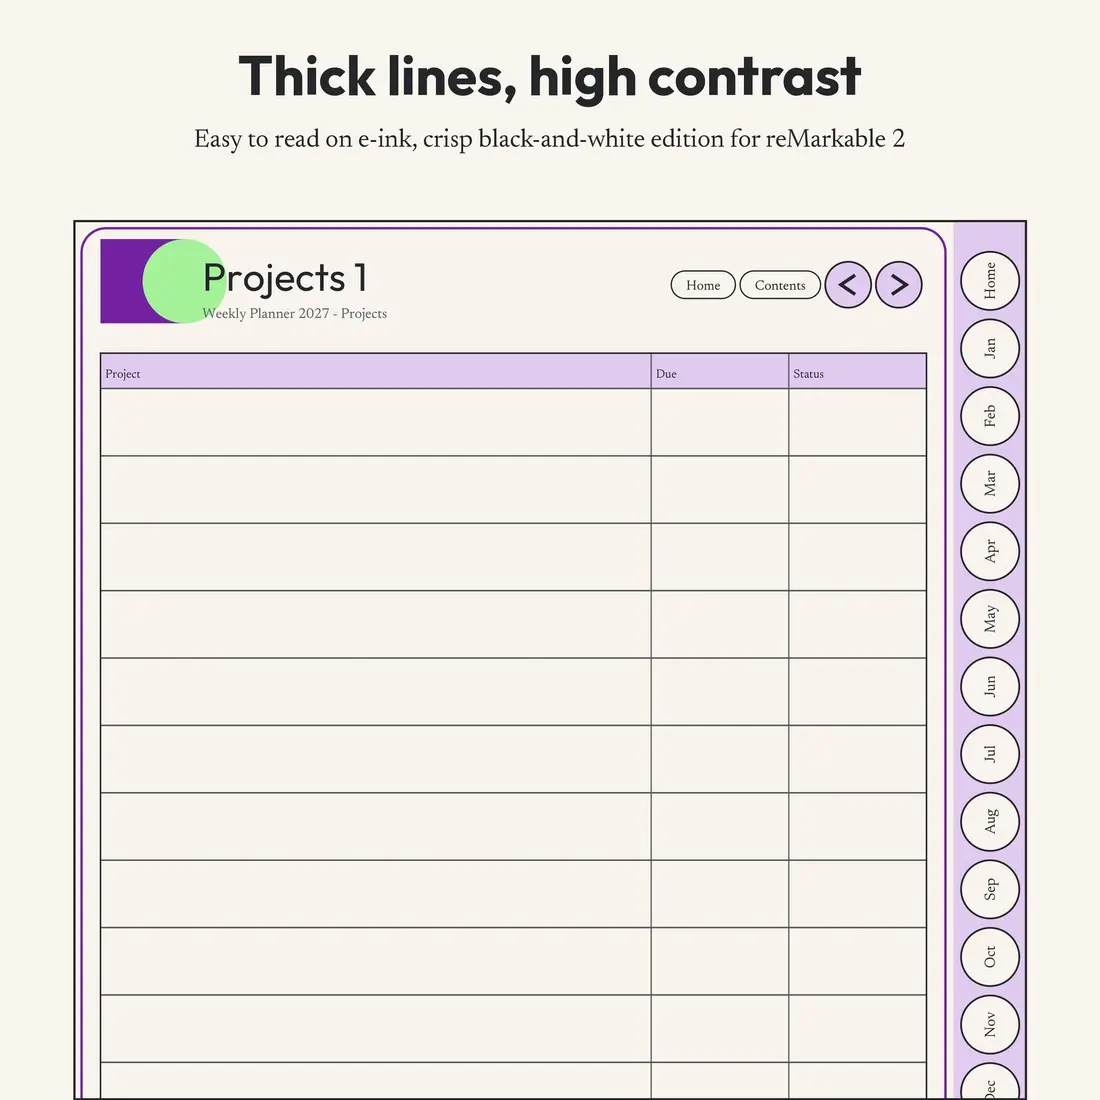 Thick lines, high contrast
Easy to read on e-ink, crisp black-and-white edition for reMarkable 2
Projects 1
Weekly Planner 2027 - Projects
Home
Contents
<
>
Project
Due
Status
Home
Jan
Feb
Mar
Apr
May
Jun
Jul
Aug
Sep
Oct
Nov
Dec